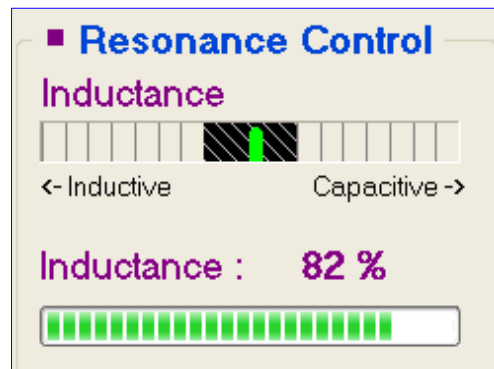 Resonance Control
Inductance
<- Inductive Capacitive ->
Inductance : 82 %